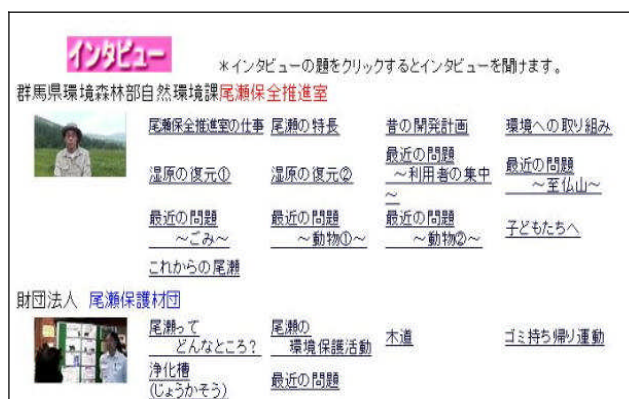 インタビュー
＊インタビューの題をクリックするとインタビューを聞けます。
群馬県環境森林部自然環境課尾瀬保全推進室
尾瀬保全推進室の仕事 尾瀬の特長 昔の開発計画 環境への取り組み
湿原の復元① 湿原の復元② 最近の問題 ～利用者の集中～ 最近の問題 ～至仏山～
最近の問題 ～ごみ～ 最近の問題 ～動物①～ 最近の問題 ～動物②～ 子どもたちへ
これからの尾瀬
財団法人 尾瀬保護材団
尾瀬って どんなところ？ 尾瀬の 環境保護活動 木道 ゴミ持ち帰り運動
浄化槽 (じょうかそう) 最近の問題